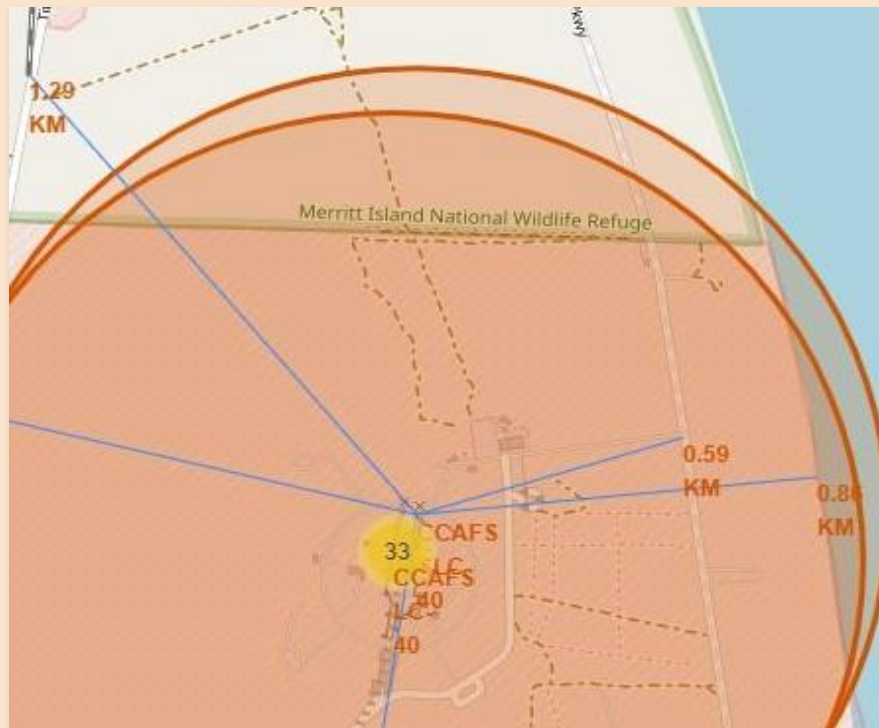 1.29
KM
Merritt Island National Wildlife Refuge
0.59
KM
0.86
KM
33
CCAFS
SLC
40
CCAFS
LC-
40